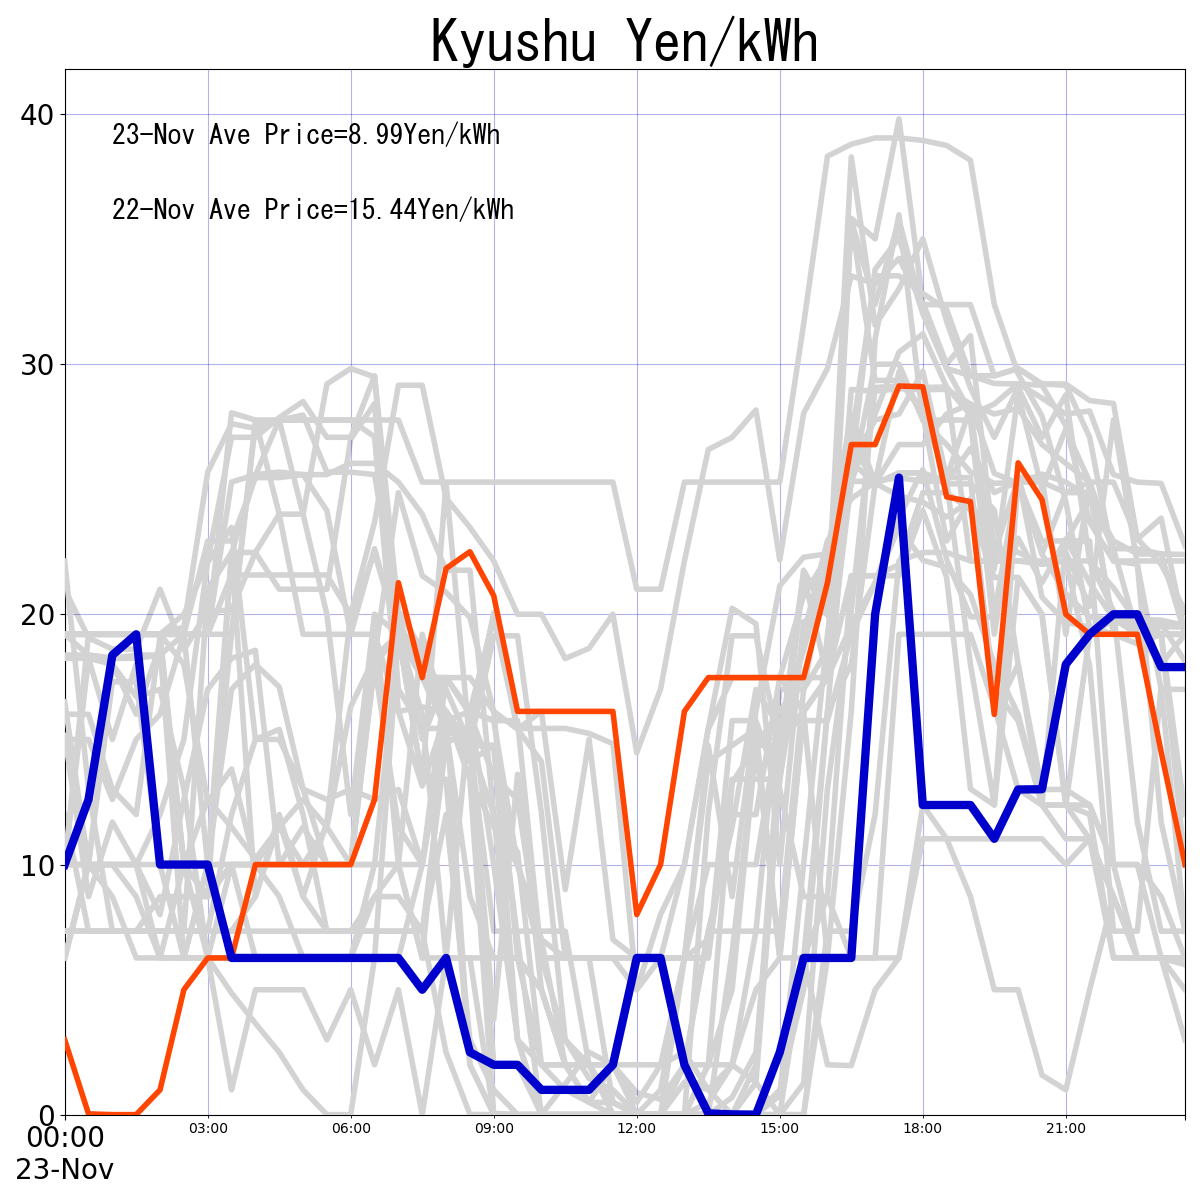 Kyushu Yen/kWh
40
23-Nov Ave Price=8.99Yen/kWh
22-Nov Ave Price=15.44Yen/kWh
30
20
10
0
00:00 03:00 06:00 09:00 12:00 15:00 18:00 21:00
23-Nov